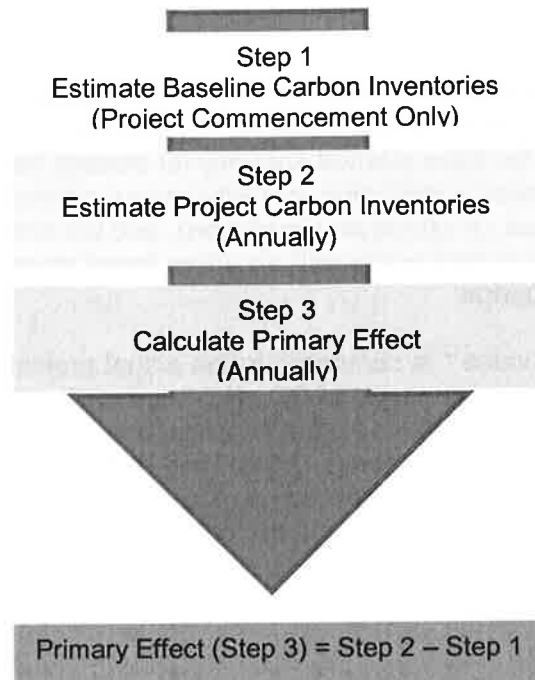 Step 1
Estimate Baseline Carbon Inventories
(Project Commencement Only)
Step 2
Estimate Project Carbon Inventories
(Annually)
Step 3
Calculate Primary Effect
(Annually)
Primary Effect (Step 3) = Step 2 – Step 1